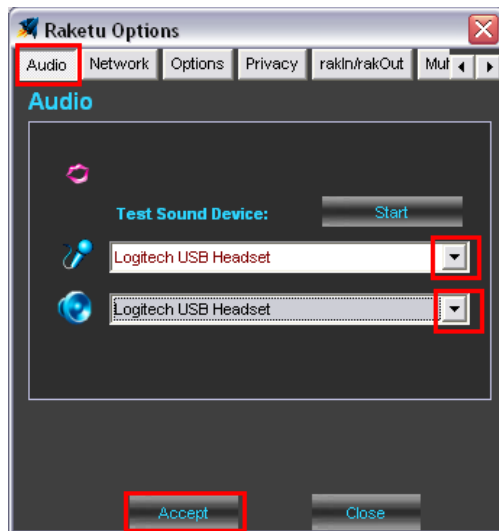 Raketu Options
Audio Network Options Privacy rakIn/rakOut
Audio
Test Sound Device: Start
Logitech USB Headset
Logitech USB Headset
Accept Close